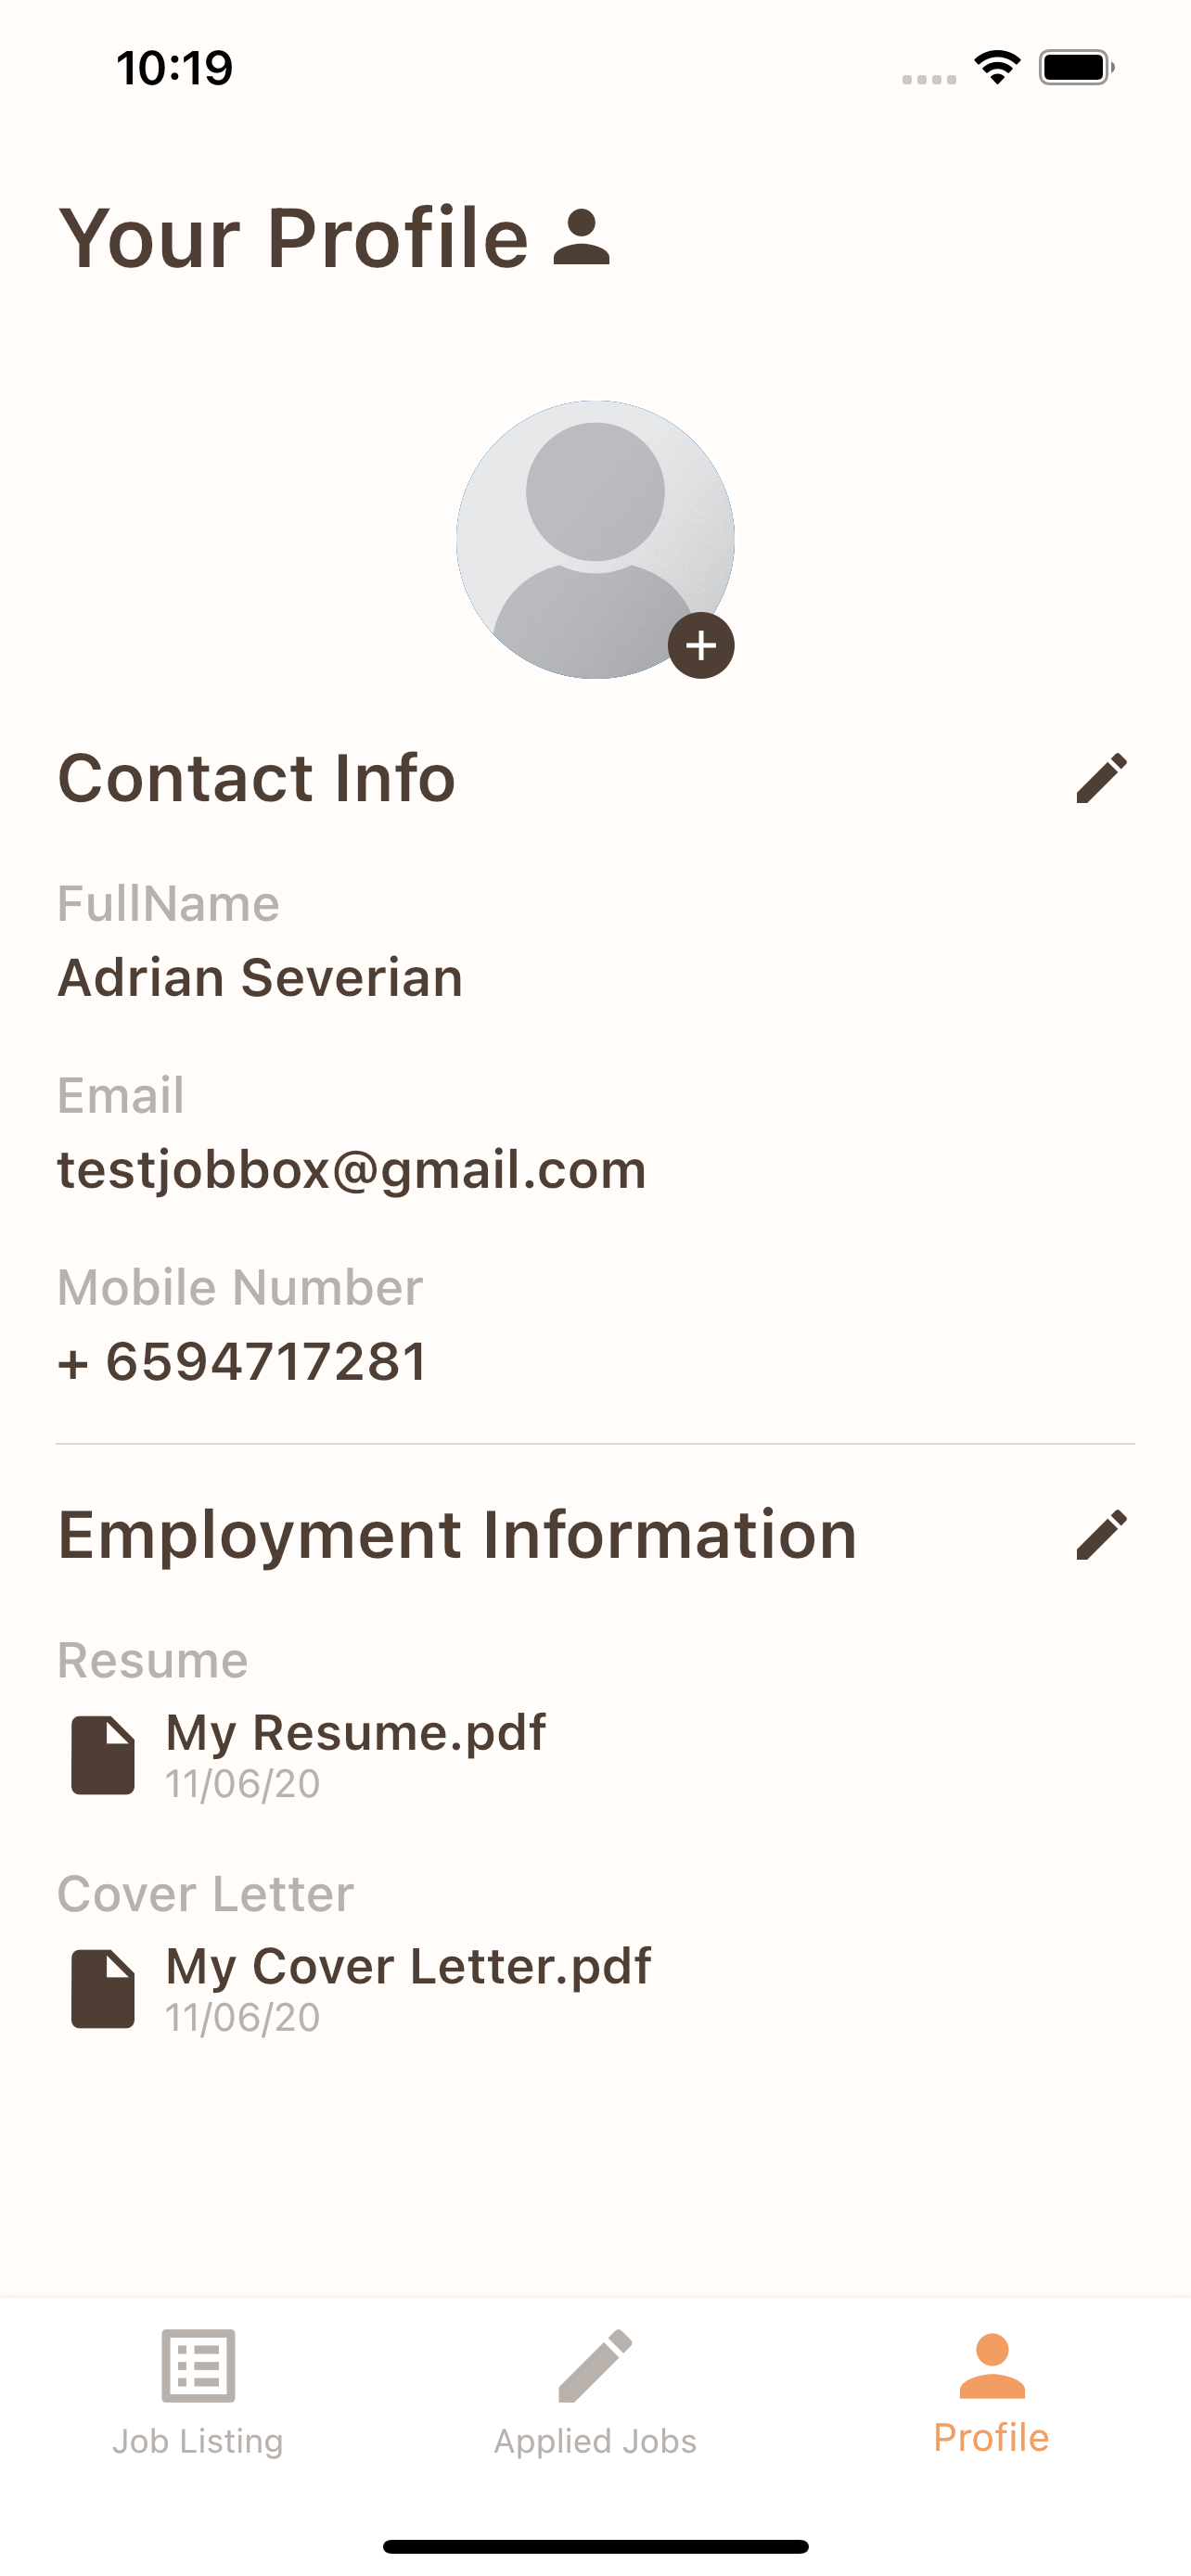 10:19
Your Profile
Contact Info
FullName
Adrian Severian
Email
testjobbox@gmail.com
Mobile Number
+ 6594717281
Employment Information
Resume
My Resume.pdf
11/06/20
Cover Letter
My Cover Letter.pdf
11/06/20
Job Listing
Applied Jobs
Profile